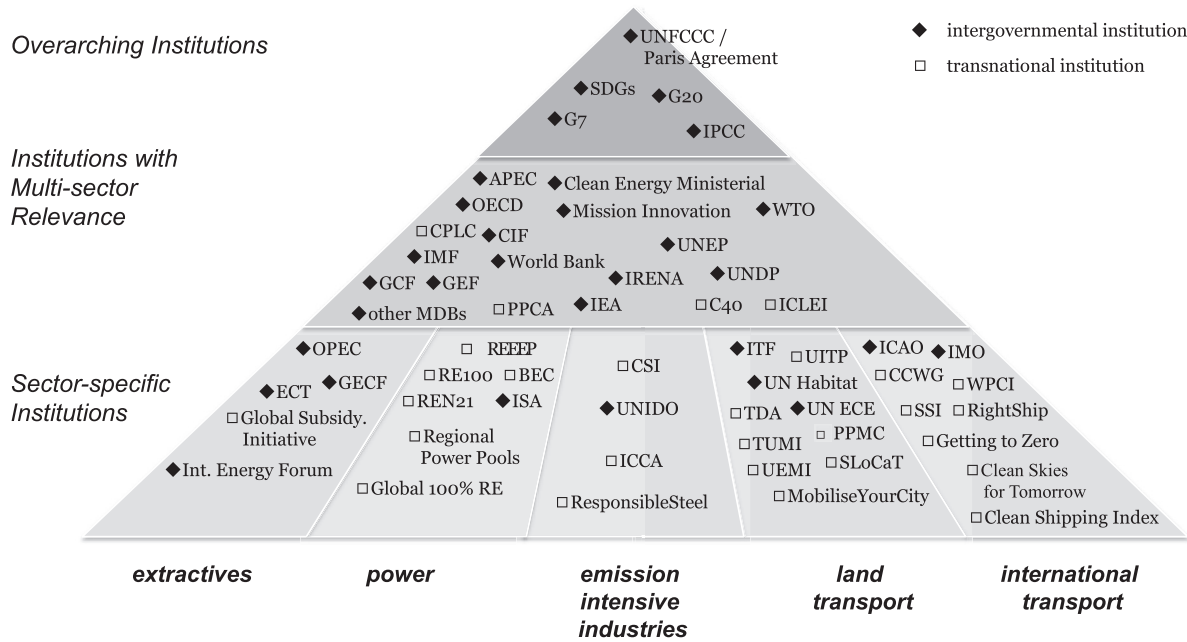 Overarching Institutions
UNFCCC /
Paris Agreement
SDGs
G20
G7
IPCC
intergovernmental institution
transnational institution
Institutions with
Multi-sector
Relevance
APEC
Clean Energy Ministerial
OECD
Mission Innovation
WTO
CPLC
CIF
UNEP
IMF
World Bank
IRENA
UNDP
GCF
GEF
IEA
C40
ICLEI
other MDBs
PPCA
Sector-specific
Institutions
OPEC
ECT
GECF
Global Subsidy.
Initiative
Int. Energy Forum
REEEP
RE100
BEC
REN21
ISA
Regional
Power Pools
Global 100% RE
CSI
UNIDO
ICCA
ResponsibleSteel
ITF
UITP
UN Habitat
TDA
UN ECE
TUMI
PPMC
UEMI
SLoCaT
MobiliseYourCity
ICAO
IMO
CCWG
WPCI
SSI
RightShip
Getting to Zero
Clean Skies
for Tomorrow
Clean Shipping Index
extractives
power
emission
intensive
industries
land
transport
international
transport